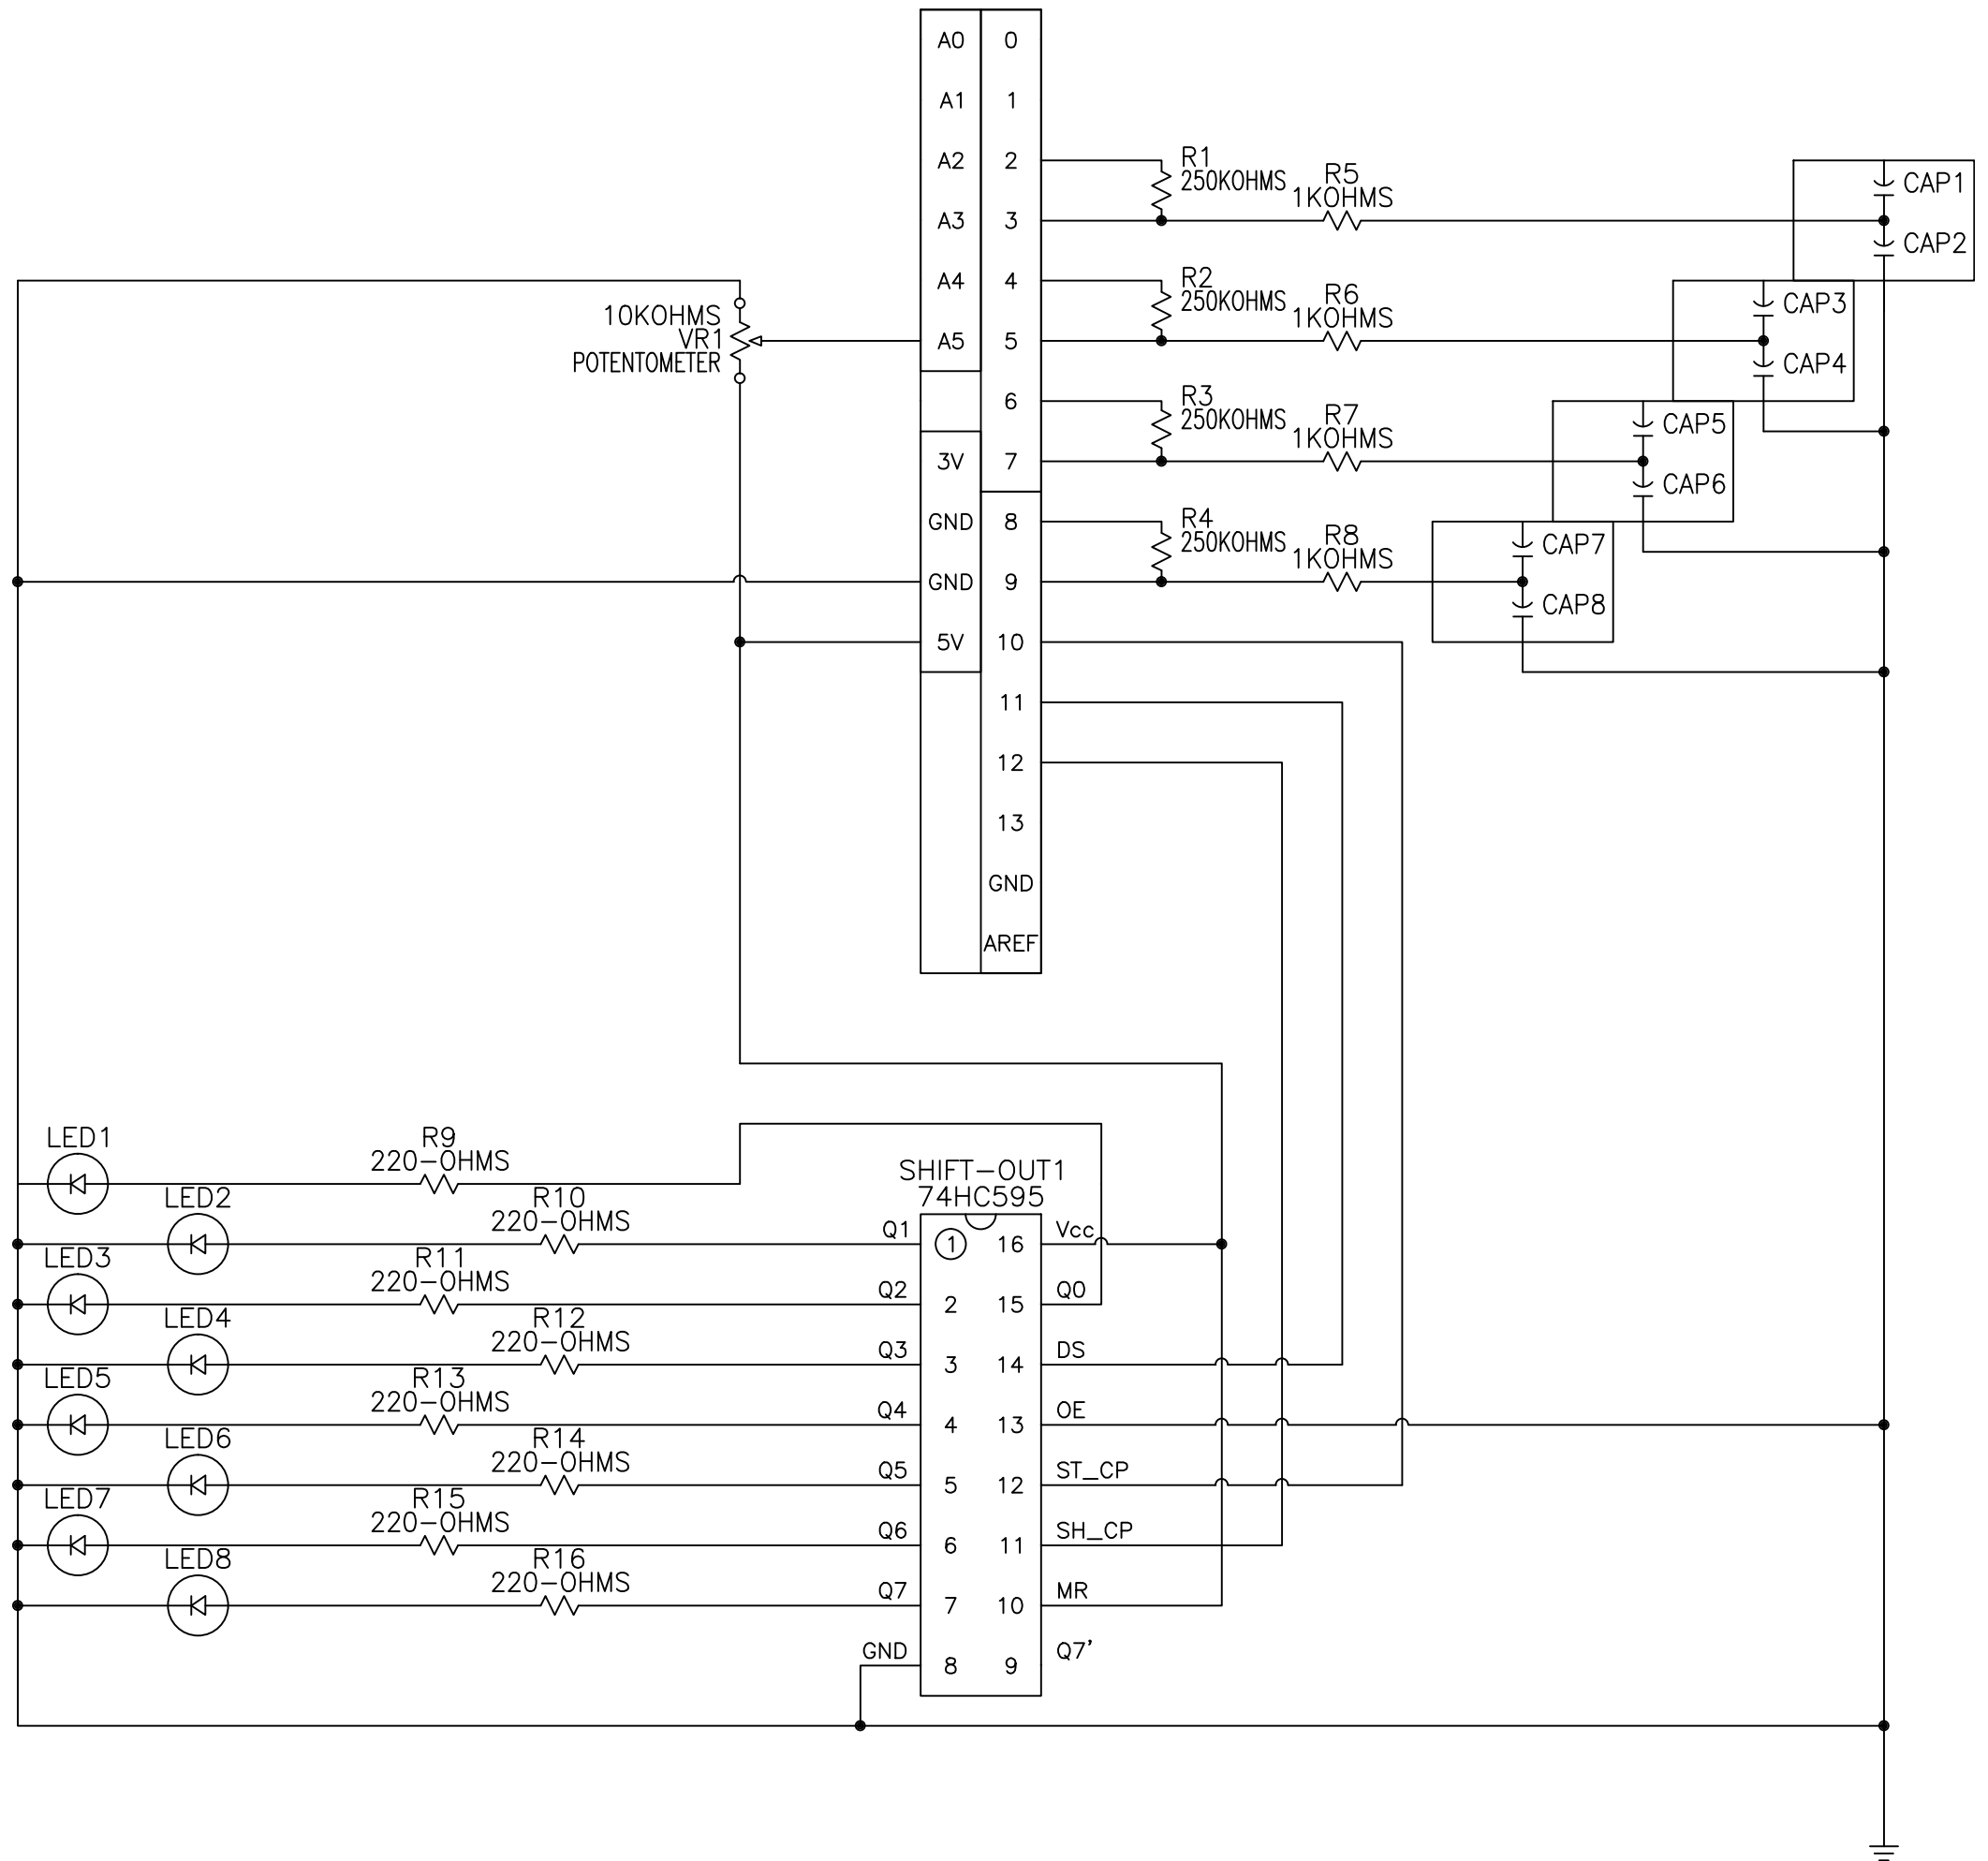 A0 0
A1 1
A2 2
A3 3
A4 4
A5 5
6
3V 7
GND 8
GND 9
5V 10
11
12
13
GND
AREF
R1
250KOHMS
R5
1KOHMS
CAP1
CAP2
R2
250KOHMS
R6
1KOHMS
CAP3
CAP4
R3
250KOHMS
R7
1KOHMS
CAP5
CAP6
R4
250KOHMS
R8
1KOHMS
CAP7
CAP8
10KOHMS
VR1
POTENTOMETER
LED1
R9
220-OHMS
LED2
R10
220-OHMS
LED3
R11
220-OHMS
LED4
R12
220-OHMS
LED5
R13
220-OHMS
LED6
R14
220-OHMS
LED7
R15
220-OHMS
LED8
R16
220-OHMS
SHIFT-OUT1
74HC595
Q1 1 16 Vcc
Q2 2 15 Q0
Q3 3 14 DS
Q4 4 13 OE
Q5 5 12 ST_CP
Q6 6 11 SH_CP
Q7 7 10 MR
GND 8 9 Q7'